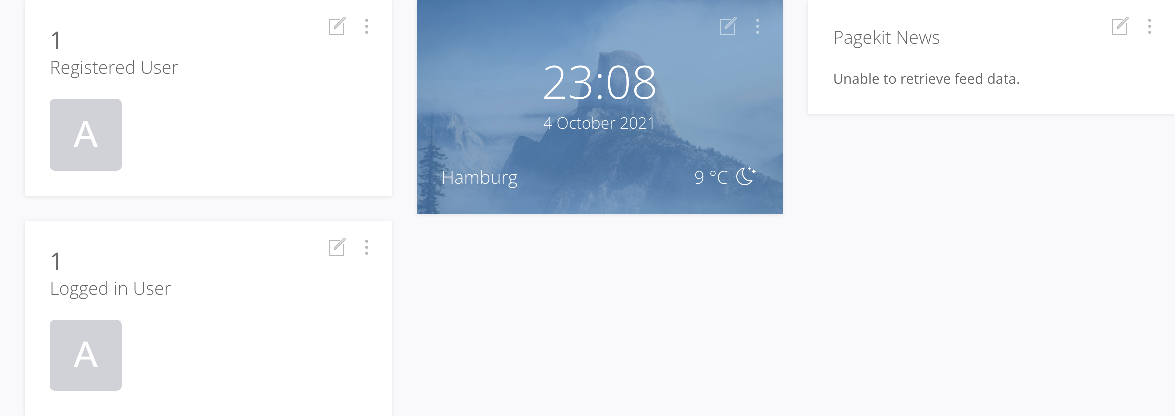 1
Registered User
A
1
Logged in User
A
23:08
4 October 2021
Hamburg
9 °C
Pagekit News
Unable to retrieve feed data.